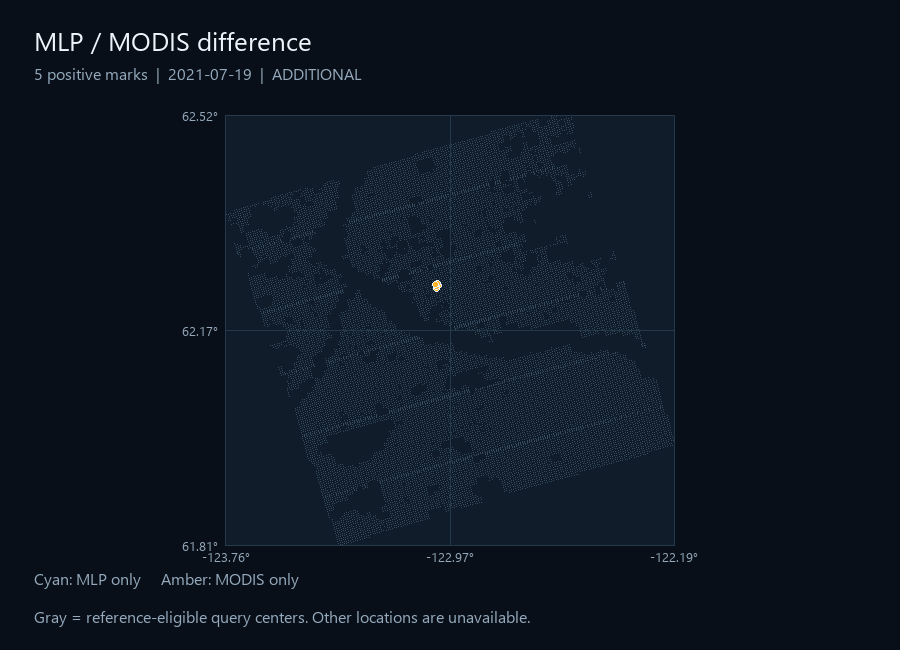 MLP / MODIS difference
5 positive marks | 2021-07-19 | ADDITIONAL
62.52°
62.17°
61.81°
-123.76° -122.97° -122.19°
Cyan: MLP only Amber: MODIS only
Gray = reference-eligible query centers. Other locations are unavailable.